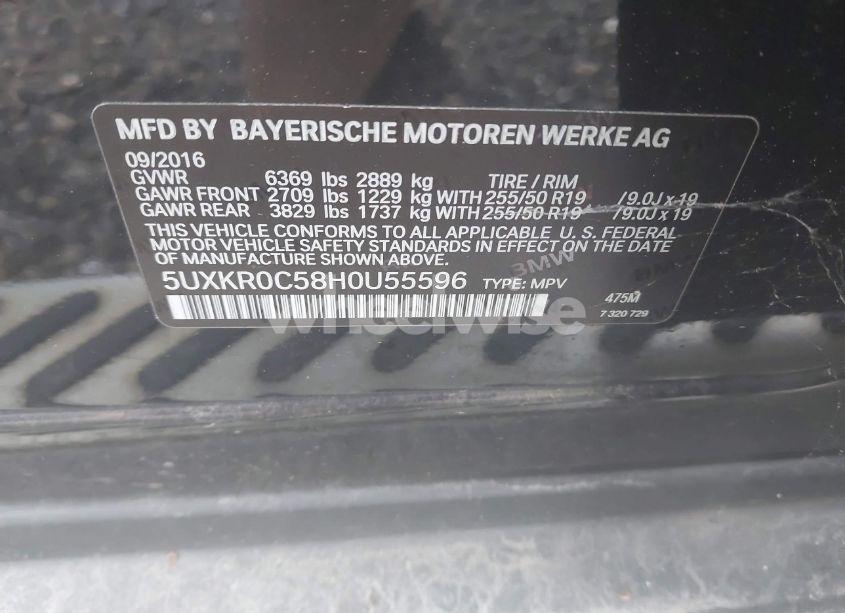 MFD BY BAYERISCHE MOTOREN WERKE AG
09/2016
GVWR 6369 lbs 2889 kg TIRE / RIM
GAWR FRONT 2709 lbs 1229 kg WITH 255/50 R19 /9.0J x 19
GAWR REAR 3829 lbs 1737 kg WITH 255/50 R19 /9.0J x 19
THIS VEHICLE CONFORMS TO ALL APPLICABLE U. S. FEDERAL
MOTOR VEHICLE SAFETY STANDARDS IN EFFECT ON THE DATE
OF MANUFACTURE SHOWN ABOVE.
BMW
5UXKR0C58H0U55596 TYPE: MPV
475M
7 320 729
wheelwise